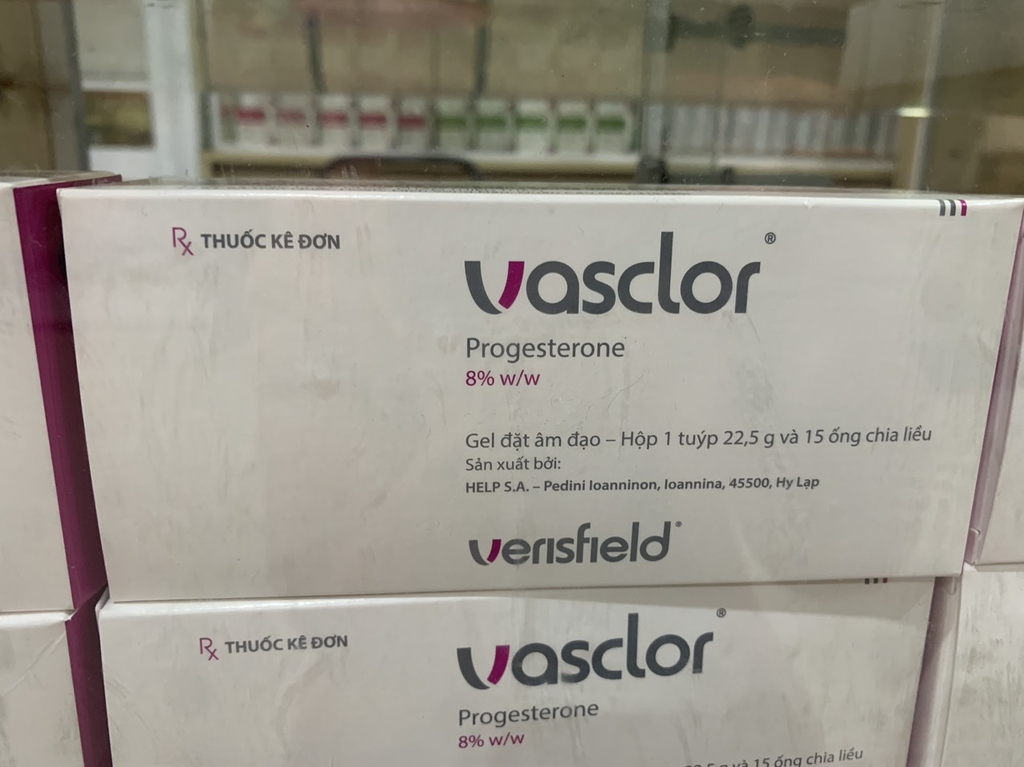 Rx THUỐC KÊ ĐƠN
vasclor®
Progesterone
8% w/w
Gel đặt âm đạo – Hộp 1 tuýp 22,5 g và 15 ống chia liều
Sản xuất bởi:
HELP S.A. – Pedini Ioanninon, Ioannina, 45500, Hy Lạp
verisfield®
Rx THUỐC KÊ ĐƠN
vasclor®
Progesterone
8% w/w
g và 15 ống chia liều